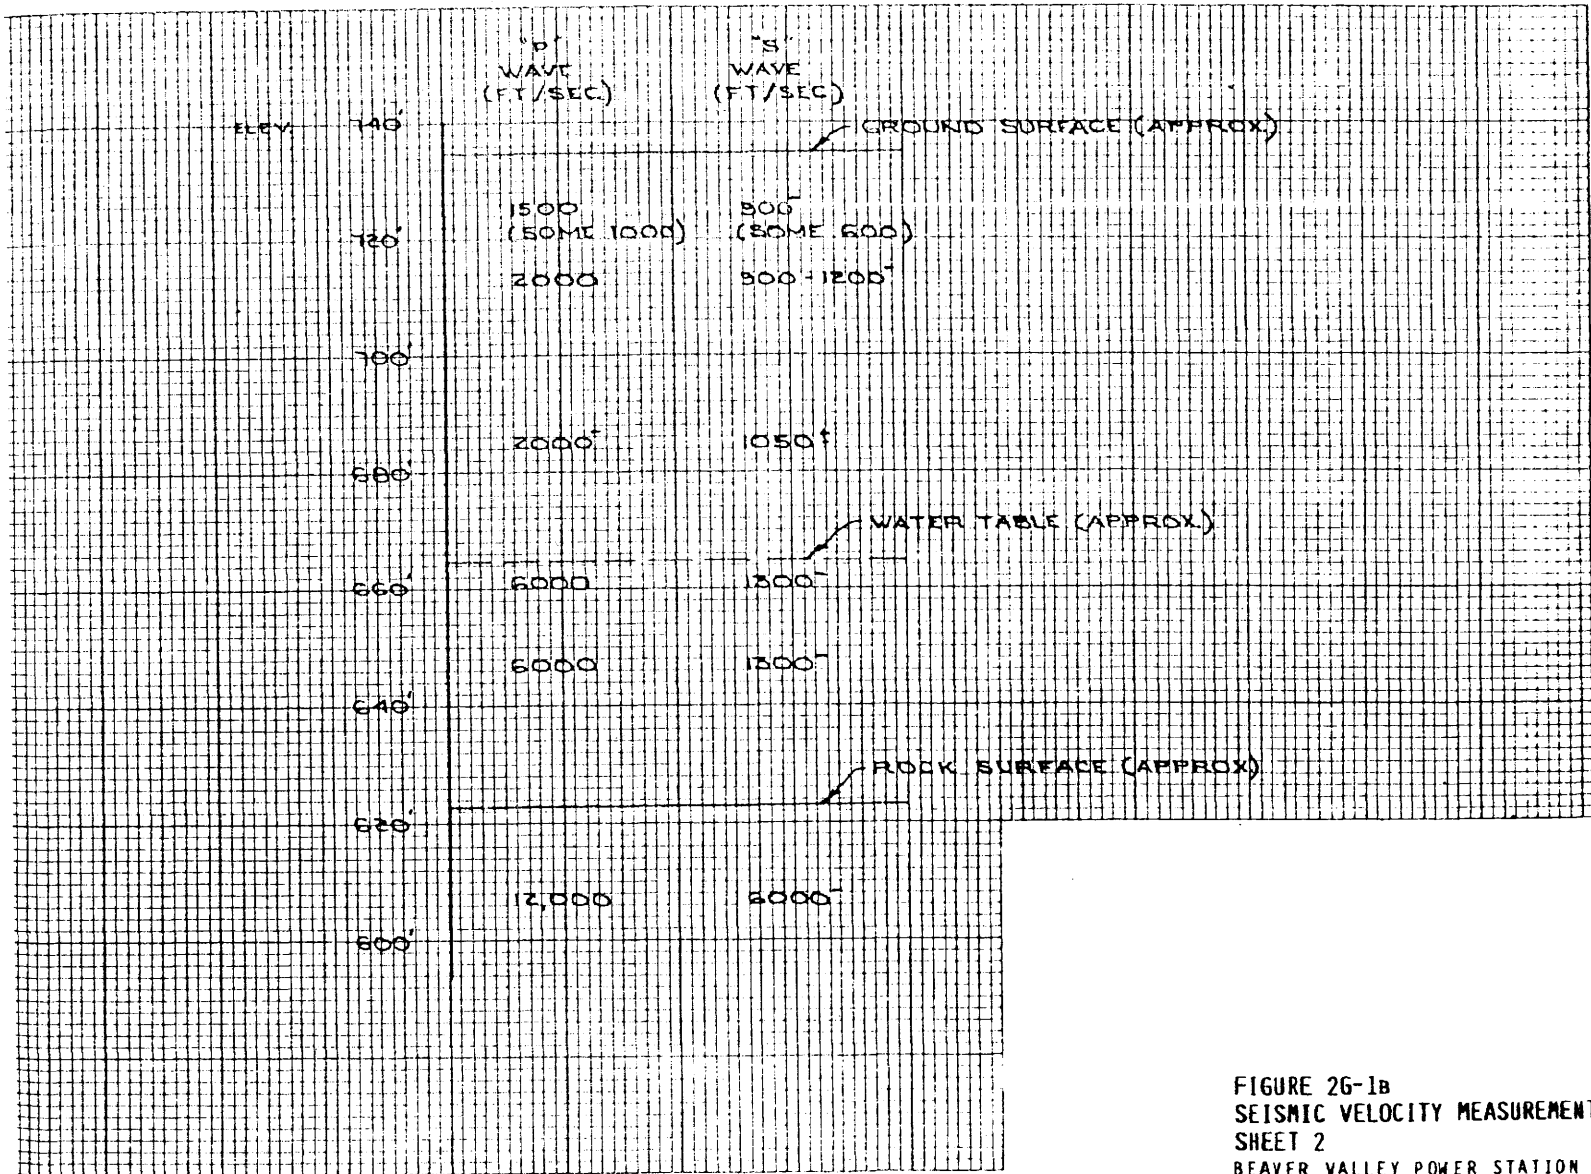 "P"
WAVE
(FT/SEC)
"S"
WAVE
(FT/SEC)
ELEV. 740'
GROUND SURFACE (APPROX.)
1500
(SOME 1000)
900-
(SOME 600)
720'
2000
900-1200-
700'
2000±
1050±
680'
WATER TABLE (APPROX.)
6000
660'
6000
640'
ROCK SURFACE (APPROX)
620'
12,000
6000-
600'
FIGURE 2G-1B
SEISMIC VELOCITY MEASUREMENT
SHEET 2
BEAVER VALLEY POWER STATION